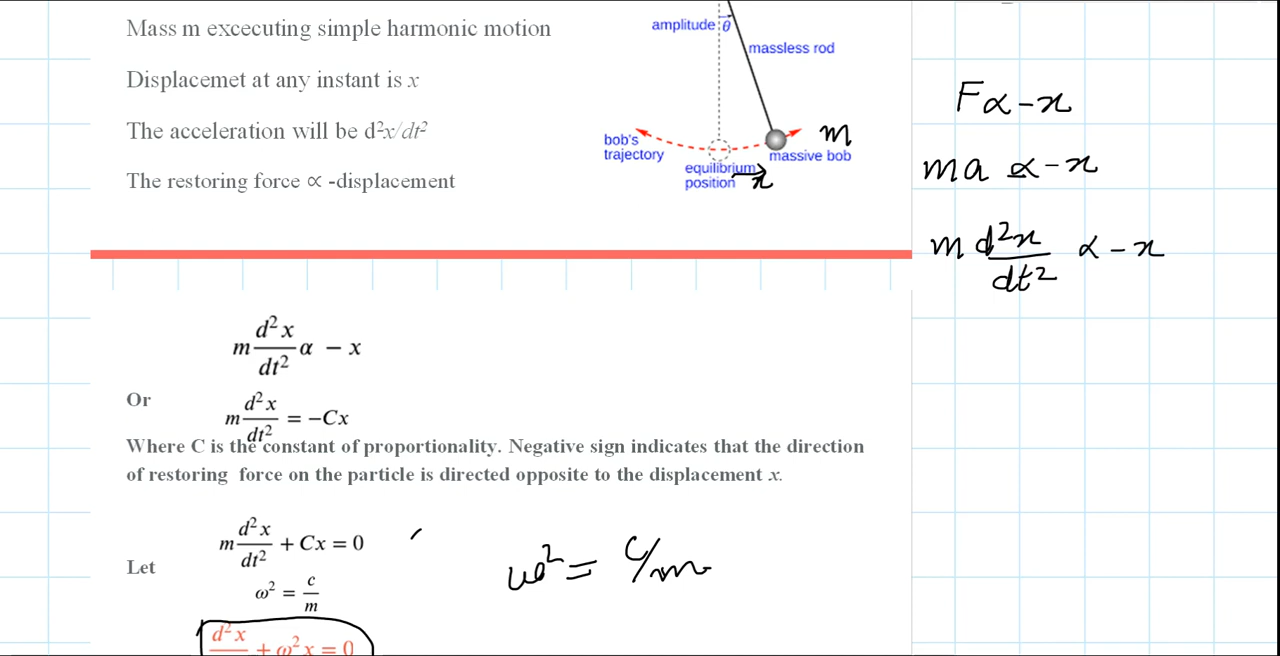 Mass m excecuting simple harmonic motion
Displacemet at any instant is x
The acceleration will be d²x/dt²
The restoring force ∝ -displacement
amplitude θ
massless rod
m
bob's
trajectory
massive bob
equilibrium
position
x
F ∝ -x
ma ∝ -x
m d²x/dt² ∝ -x
m d²x/dt² α - x
Or
m d²x/dt² = -Cx
Where C is the constant of proportionality. Negative sign indicates that the direction
of restoring force on the particle is directed opposite to the displacement x.
m d²x/dt² + Cx = 0
Let
ω² = c/m
ω² = C/m
d²x + ω²x = 0